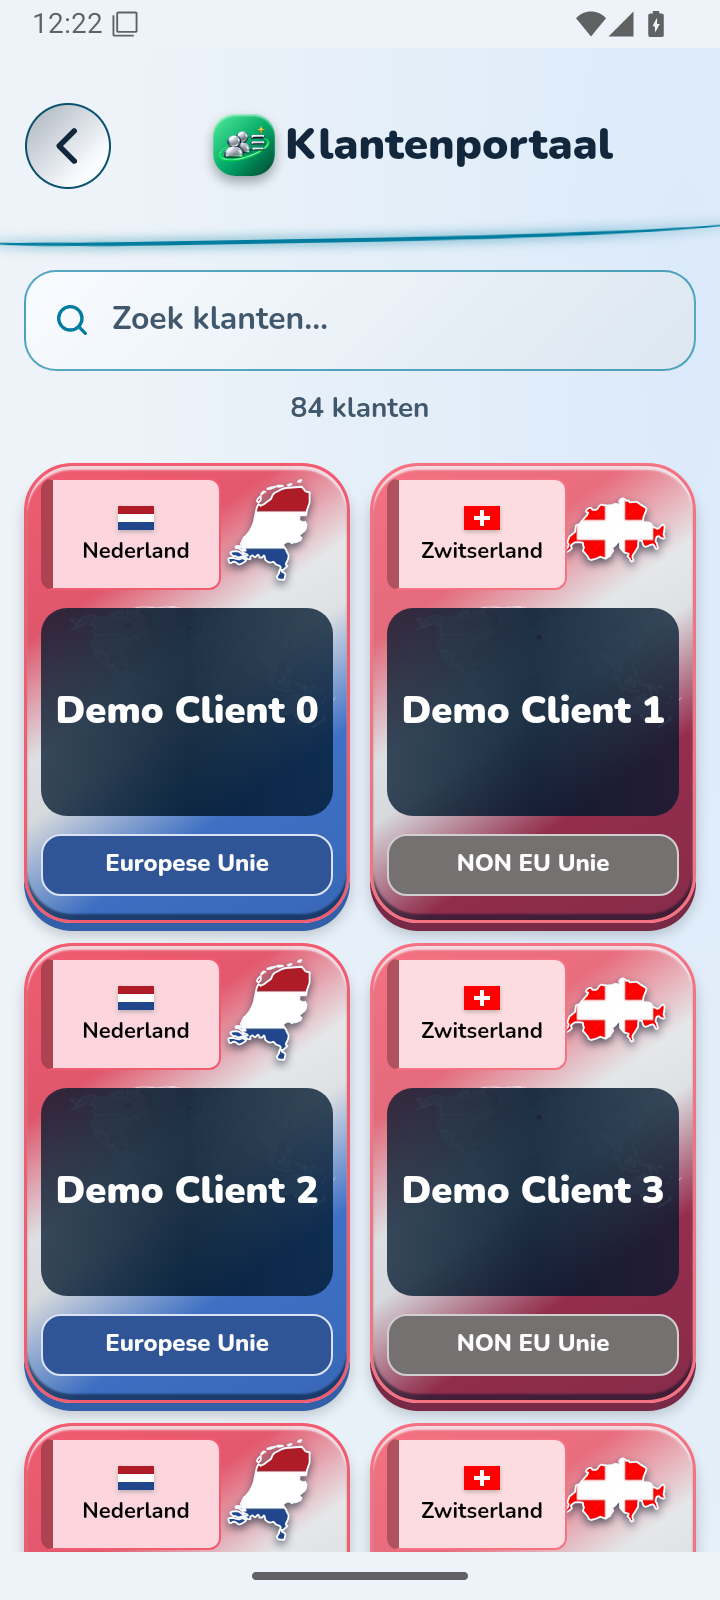 12:22
Klantenportaal
Zoek klanten...
84 klanten
Nederland
Zwitserland
Demo Client 0
Demo Client 1
Europese Unie
NON EU Unie
Nederland
Zwitserland
Demo Client 2
Demo Client 3
Europese Unie
NON EU Unie
Nederland
Zwitserland